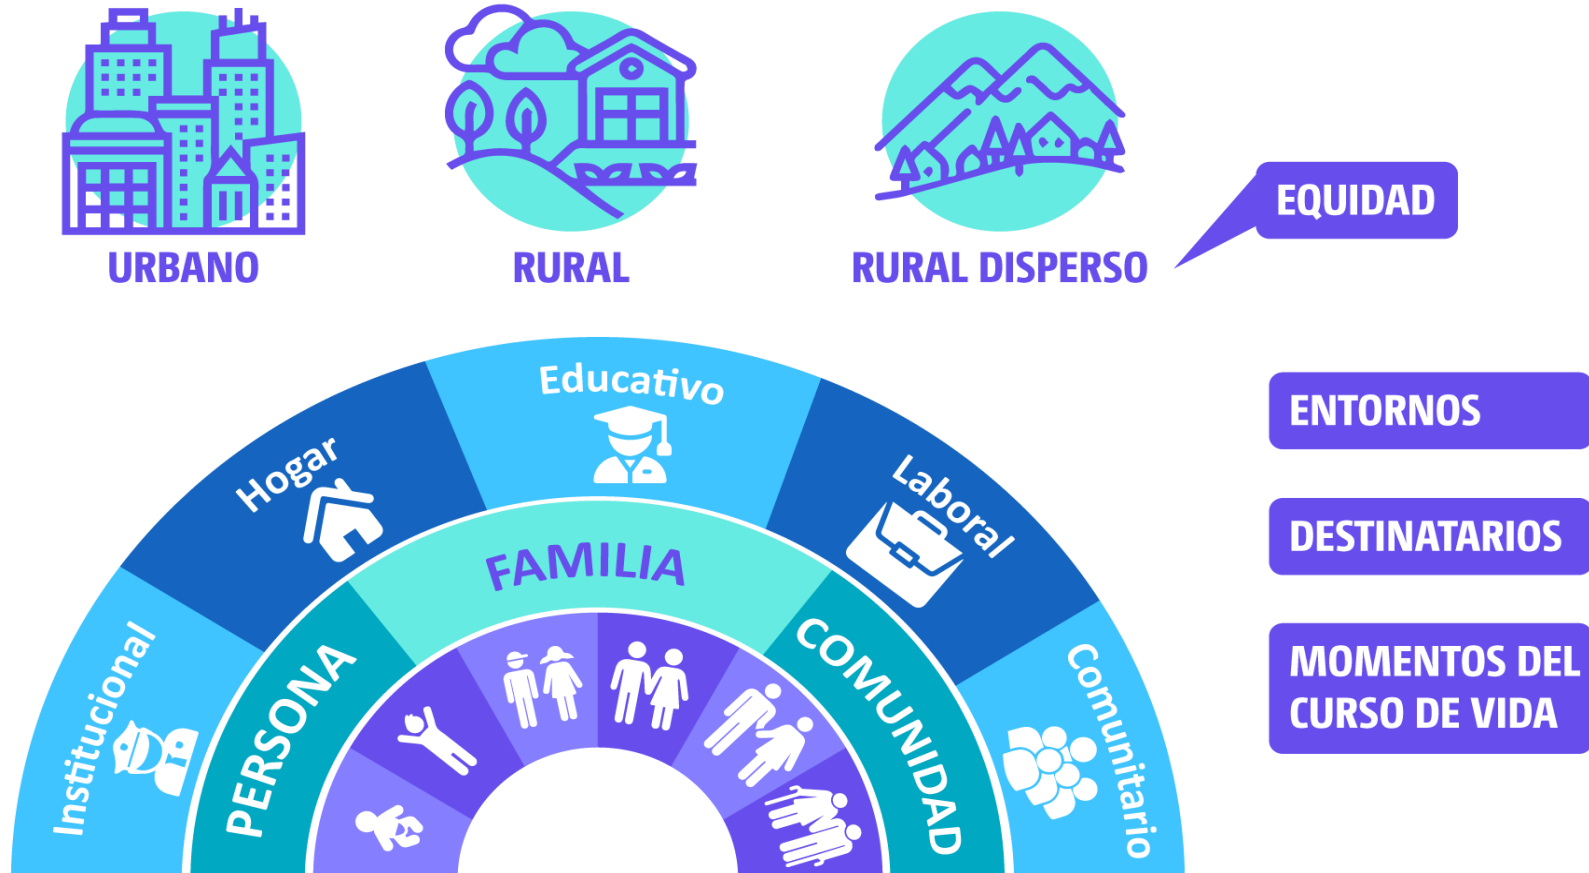 URBANO
RURAL
RURAL DISPERSO
EQUIDAD
Institucional
Hogar
Educativo
Laboral
Comunitario
ENTORNOS
PERSONA
FAMILIA
COMUNIDAD
DESTINATARIOS
MOMENTOS DEL
CURSO DE VIDA